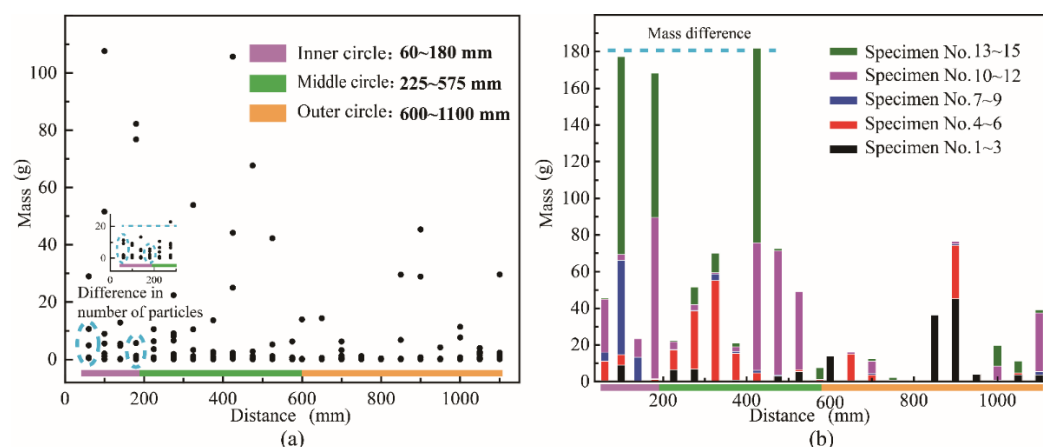 Mass (g)
100
80
60
40
20
0
Inner circle: 60~180 mm
Middle circle: 225~575 mm
Outer circle: 600~1100 mm
20
0
0
200
Difference in
number of particles
0 200 400 600 800 1000
Distance (mm)
(a)
Mass (g)
180
160
140
120
100
80
60
40
20
0
Mass difference
Specimen No. 13~15
Specimen No. 10~12
Specimen No. 7~9
Specimen No. 4~6
Specimen No. 1~3
200 400 600 800 1000
Distance (mm)
(b)